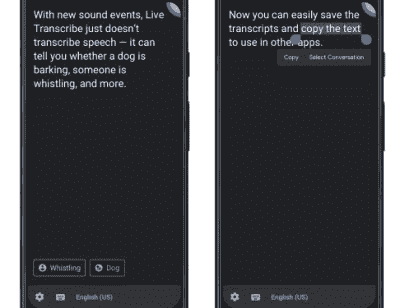 With new sound events, Live
Transcribe just doesn't
transcribe speech — it can
tell you whether a dog is
barking, someone is
whistling, and more.
Whistling Dog
English (US)
Now you can easily save the
transcripts and copy the text
to use in other apps.
Copy Select Conversation
English (US)